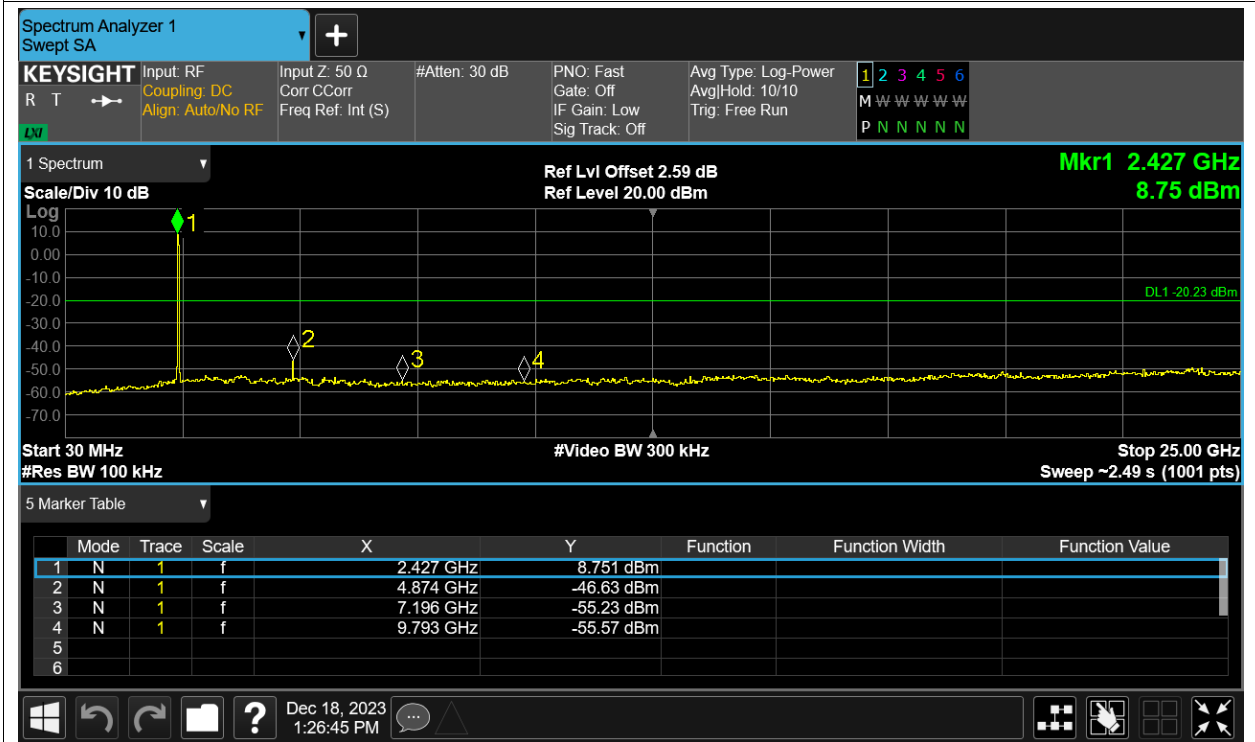 Spectrum Analyzer 1
Swept SA
+
KEYSIGHT Input: RF Input Z: 50 Ω #Atten: 30 dB PNO: Fast Avg Type: Log-Power 1 2 3 4 5 6
R T Coupling: DC Corr CCorr Gate: Off Avg|Hold: 10/10 M W W W W W
Align: Auto/No RF Freq Ref: Int (S) IF Gain: Low Trig: Free Run
LXI Sig Track: Off P N N N N N
1 Spectrum Ref Lvl Offset 2.59 dB Mkr1 2.427 GHz
Scale/Div 10 dB Ref Level 20.00 dBm 8.75 dBm
Log
1
10.0
0.00
-10.0
DL1 -20.23 dBm
-20.0
-30.0
2
-40.0
3 4
-50.0
-60.0
-70.0
Start 30 MHz #Video BW 300 kHz Stop 25.00 GHz
#Res BW 100 kHz Sweep ~2.49 s (1001 pts)
5 Marker Table
Mode Trace Scale X Y Function Function Width Function Value
1 N 1 f 2.427 GHz 8.751 dBm
2 N 1 f 4.874 GHz -46.63 dBm
3 N 1 f 7.196 GHz -55.23 dBm
4 N 1 f 9.793 GHz -55.57 dBm
5
6
? Dec 18, 2023
1:26:45 PM